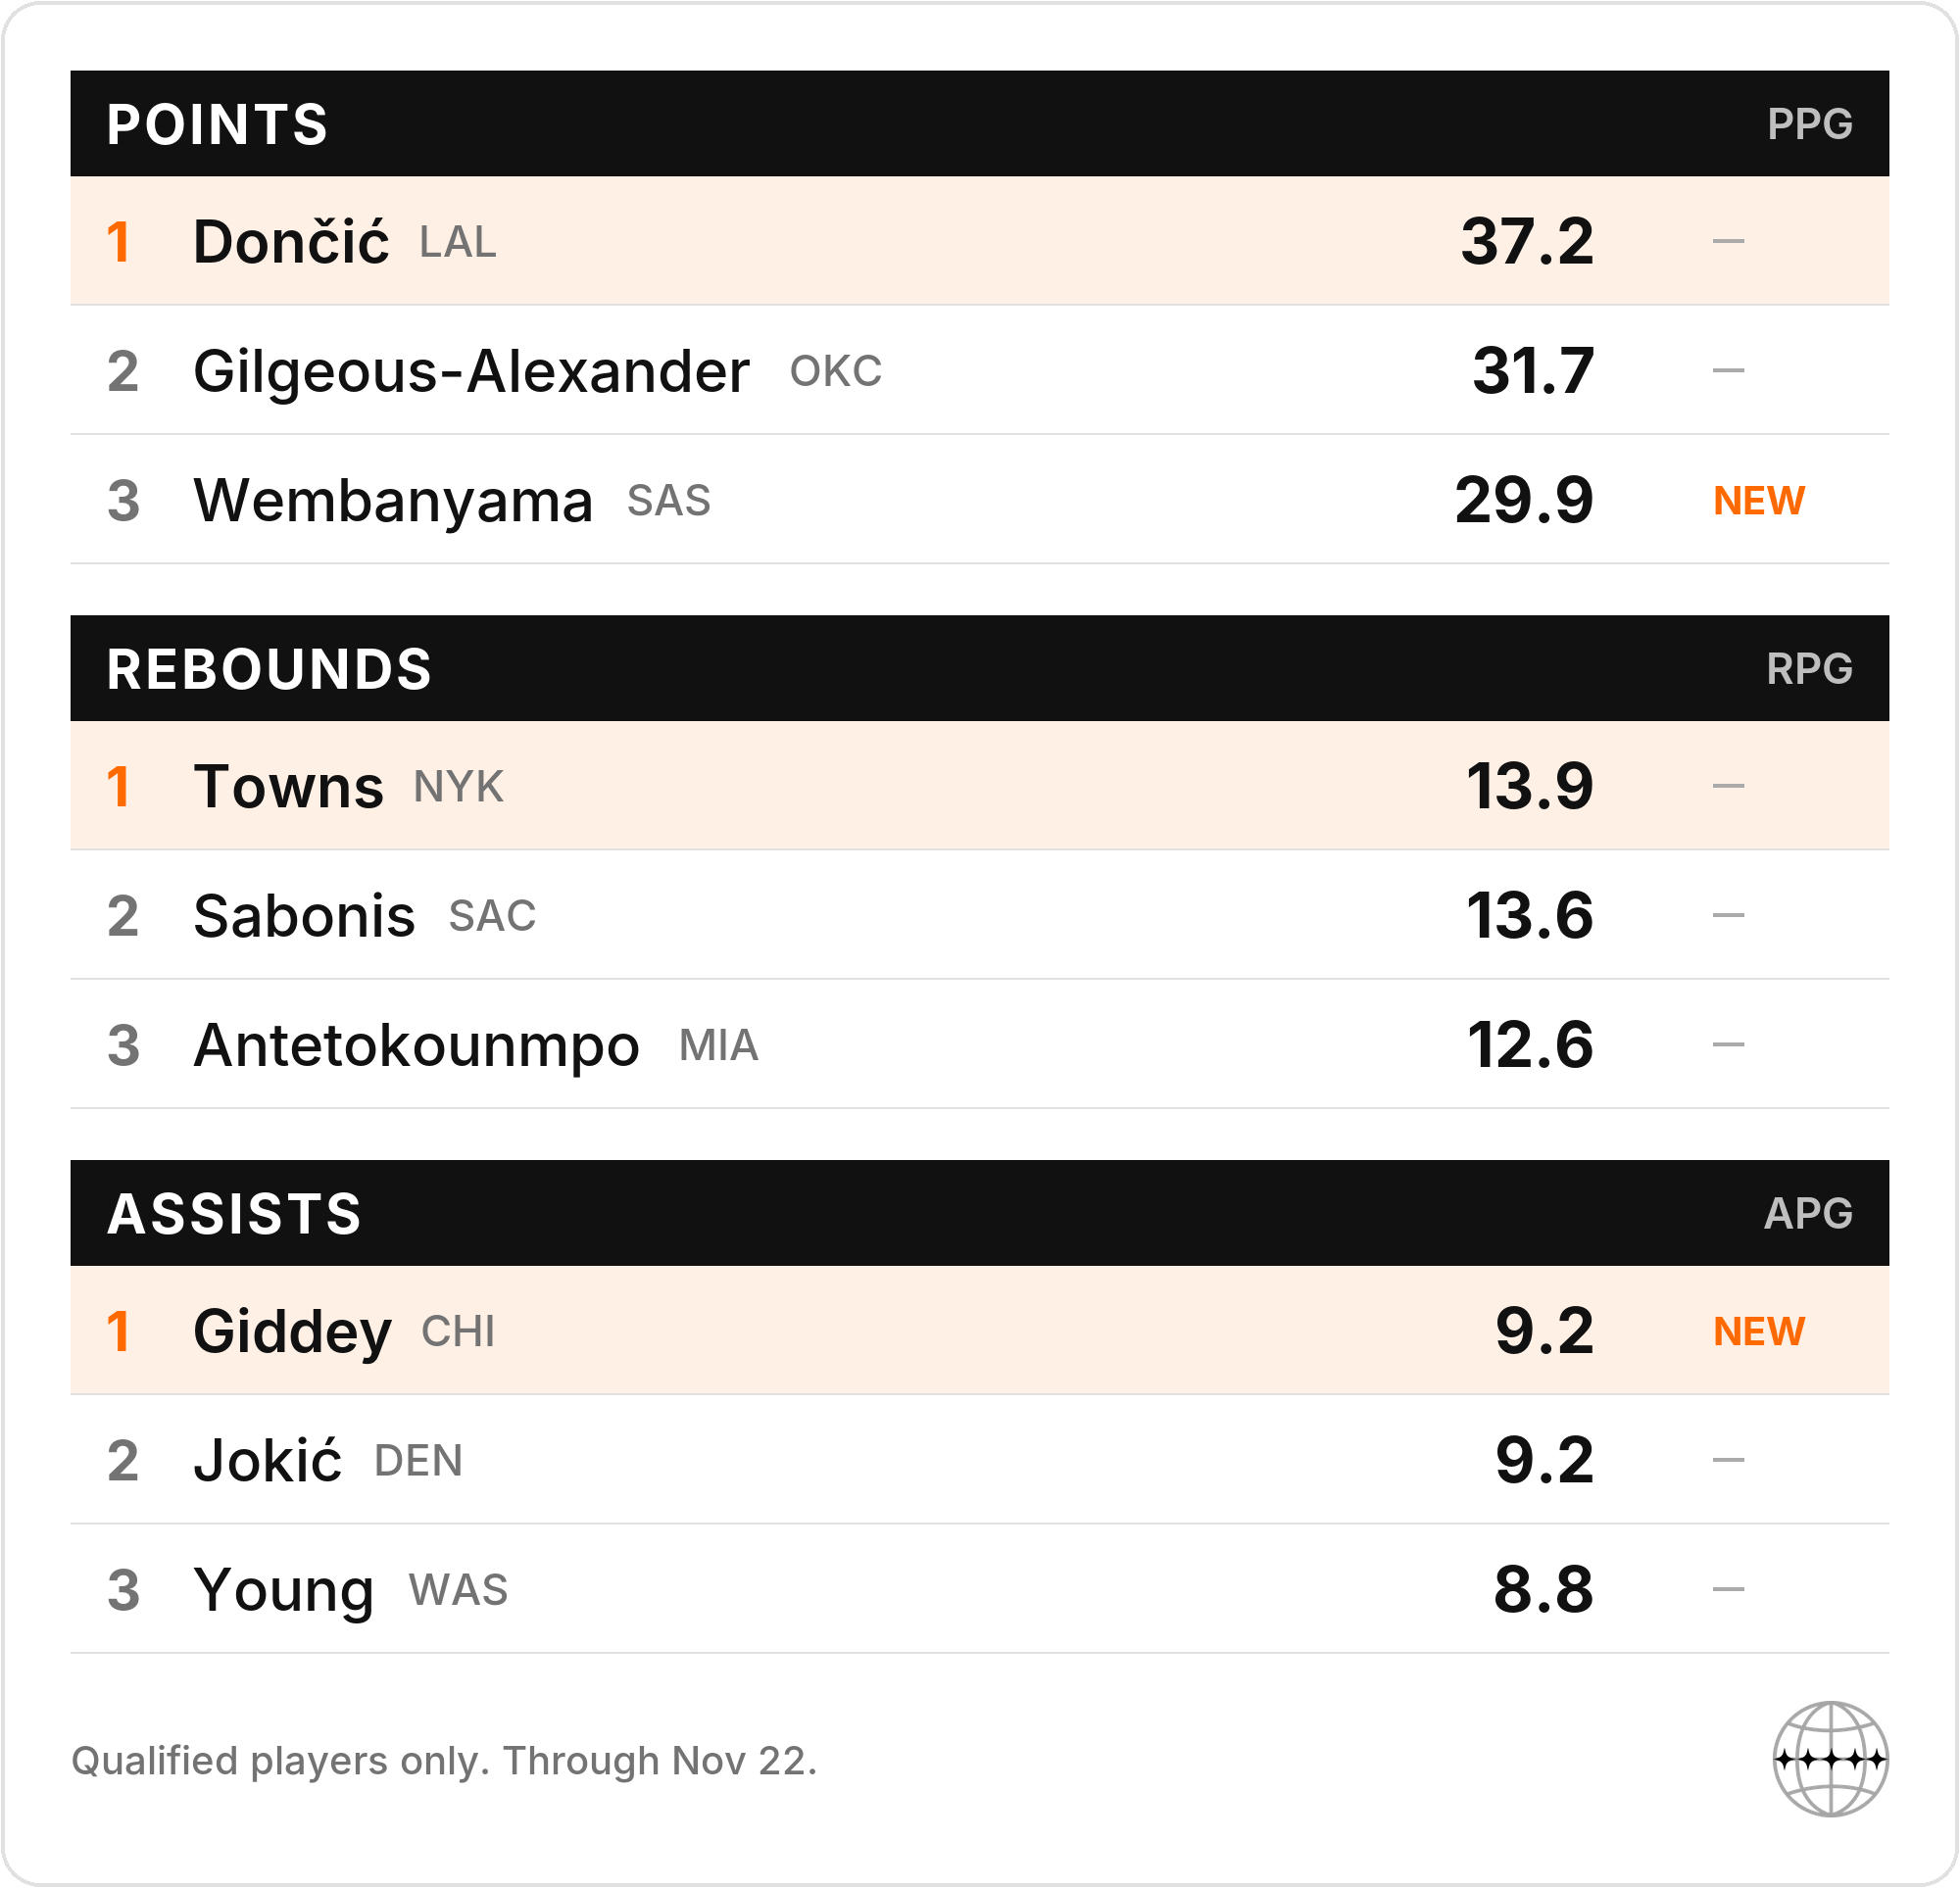 POINTS PPG
1 Dončić LAL 37.2 —
2 Gilgeous-Alexander OKC 31.7 —
3 Wembanyama SAS 29.9 NEW
REBOUNDS RPG
1 Towns NYK 13.9 —
2 Sabonis SAC 13.6 —
3 Antetokounmpo MIA 12.6 —
ASSISTS APG
1 Giddey CHI 9.2 NEW
2 Jokić DEN 9.2 —
3 Young WAS 8.8 —
Qualified players only. Through Nov 22.